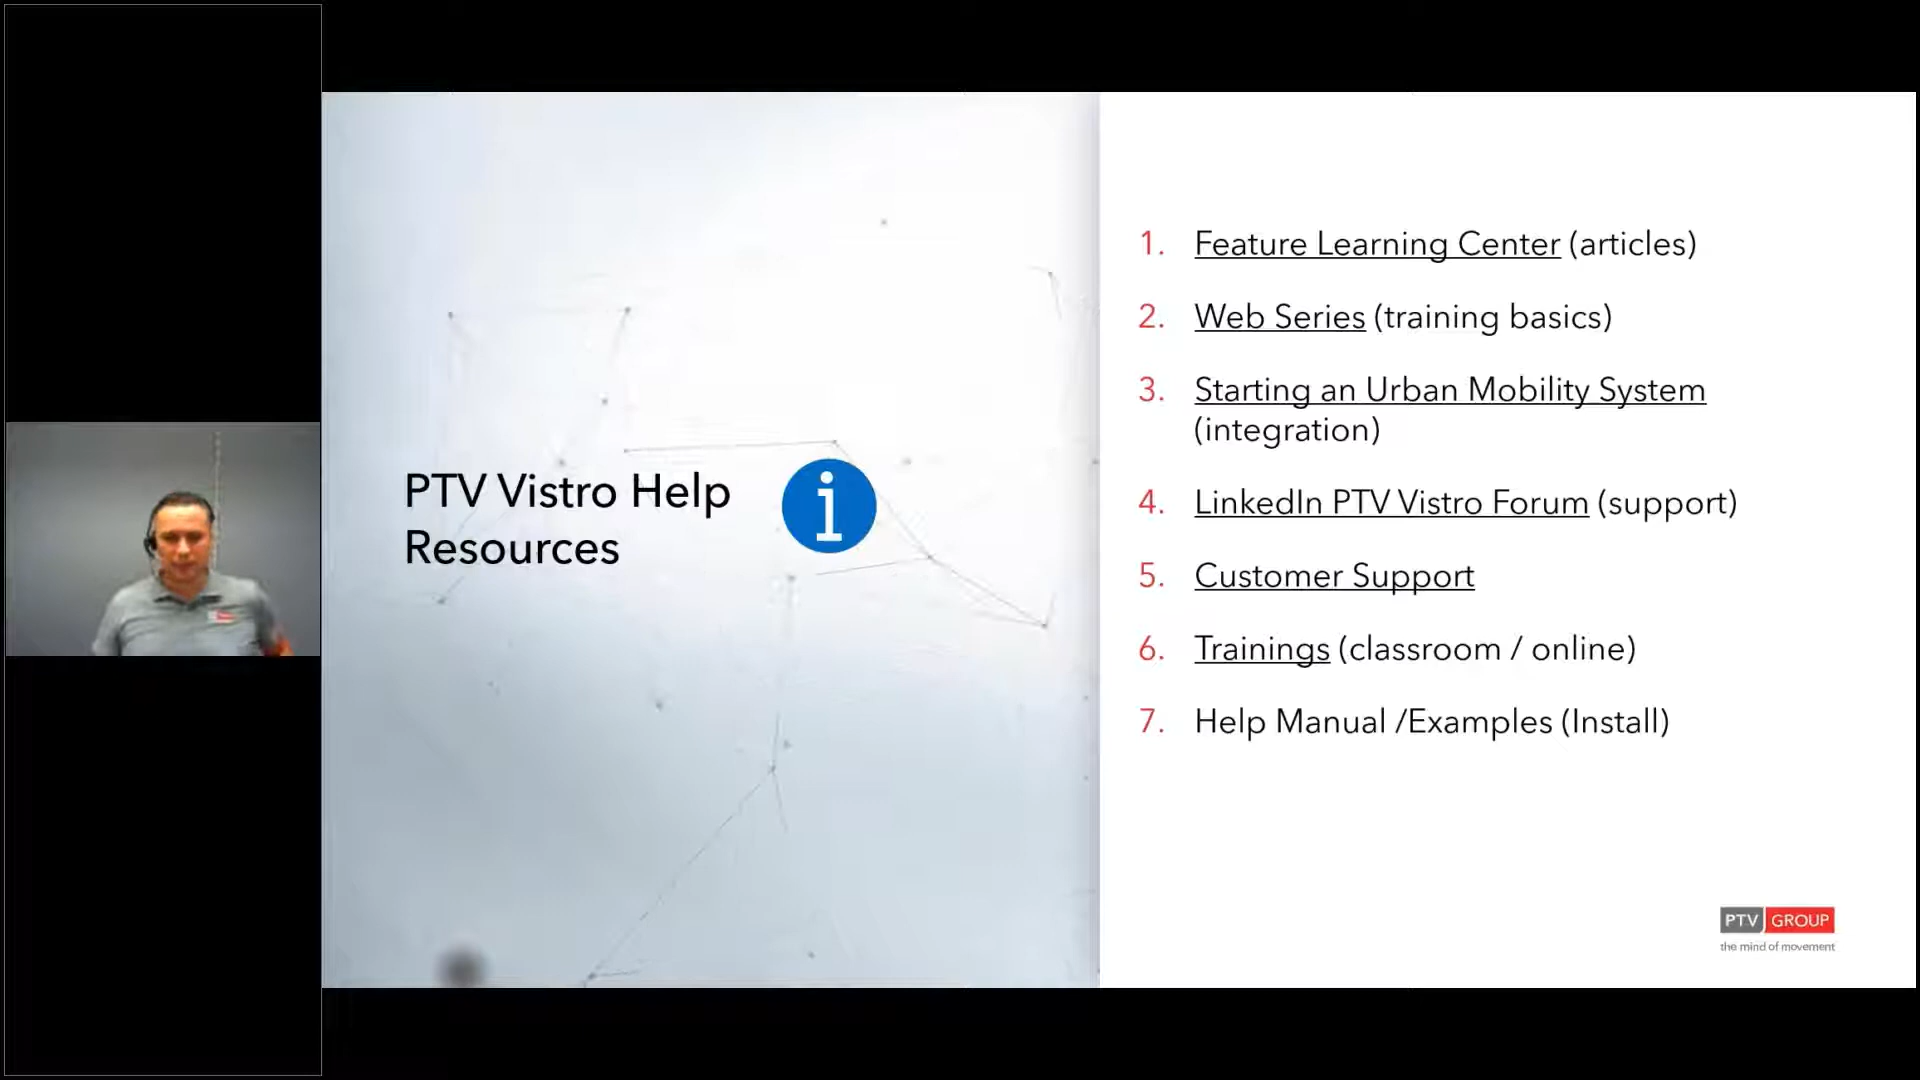 PTV Vistro Help
Resources
i
1. Feature Learning Center (articles)
2. Web Series (training basics)
3. Starting an Urban Mobility System
(integration)
4. LinkedIn PTV Vistro Forum (support)
5. Customer Support
6. Trainings (classroom / online)
7. Help Manual /Examples (Install)
PTV GROUP
the mind of movement